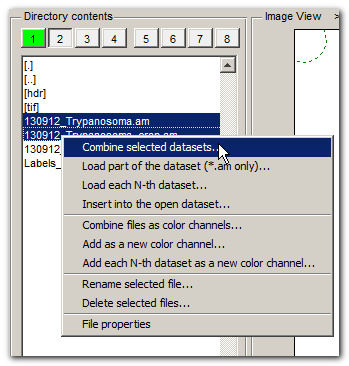 Directory contents
Image View >
1 2 3 4 5 6 7 8
[.]
[..]
[hdr]
[tif]
130912_Trypanosoma.am
130912_Trypanosoma_crop.am
13091
Labels_
Combine selected datasets...
Load part of the dataset (*.am only)...
Load each N-th dataset...
Insert into the open dataset...
Combine files as color channels...
Add as a new color channel...
Add each N-th dataset as a new color channel...
Rename selected file...
Delete selected files...
File properties